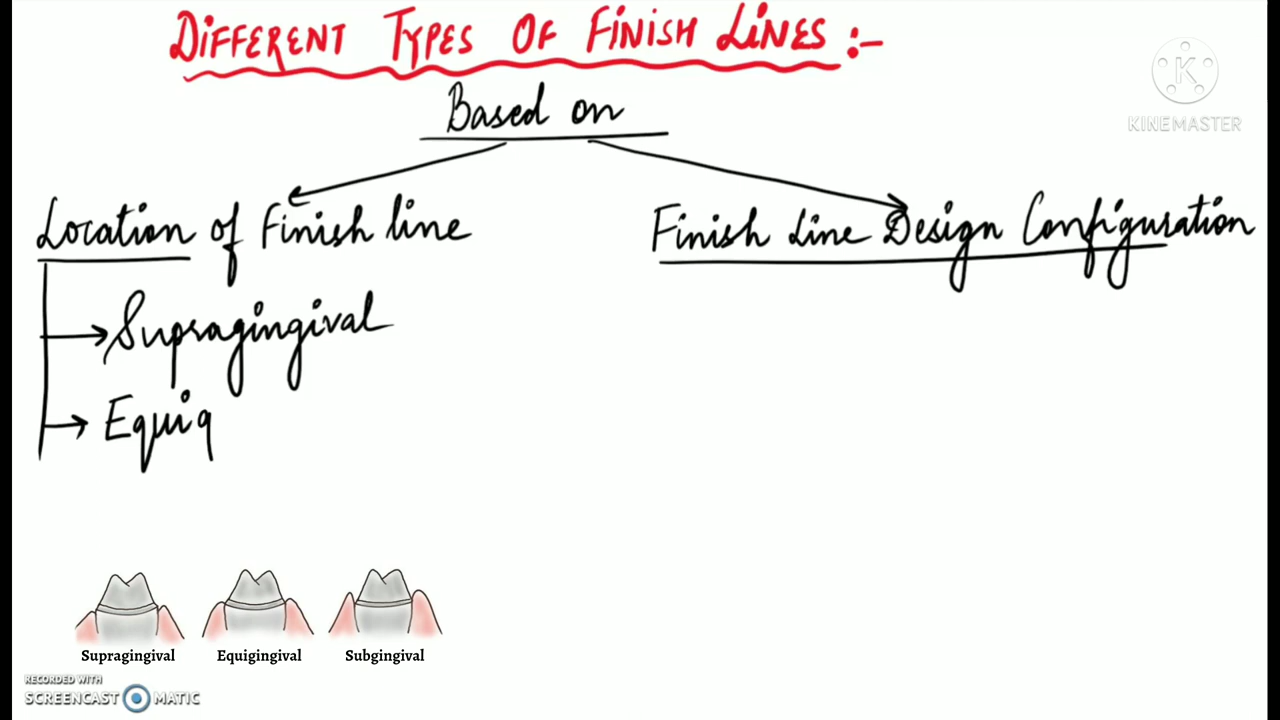 DIFFERENT TYPES OF FINISH LINES :-
KINEMASTER
Based on
Location of Finish line
Finish Line Design Configuration
Supragingival
Equig
Supragingival Equigingival Subgingival
RECORDED WITH
SCREENCAST MATIC